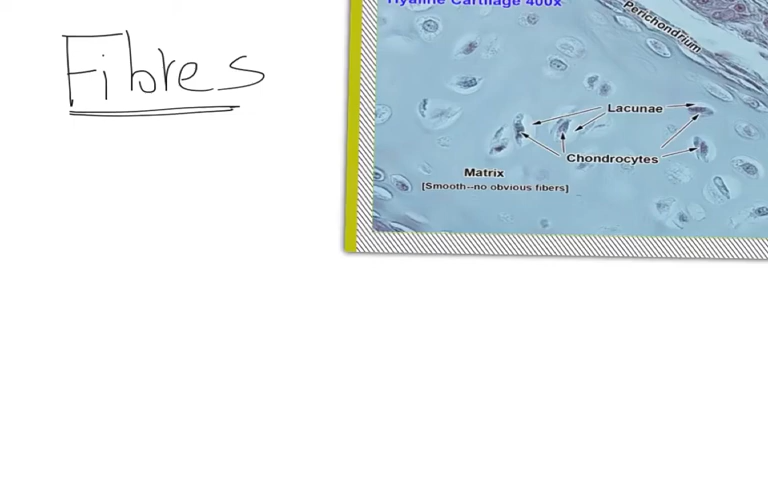 Fibres
Hyaline Cartilage 400x
Perichondrium
Lacunae
Chondrocytes
Matrix
[Smooth--no obvious fibers]